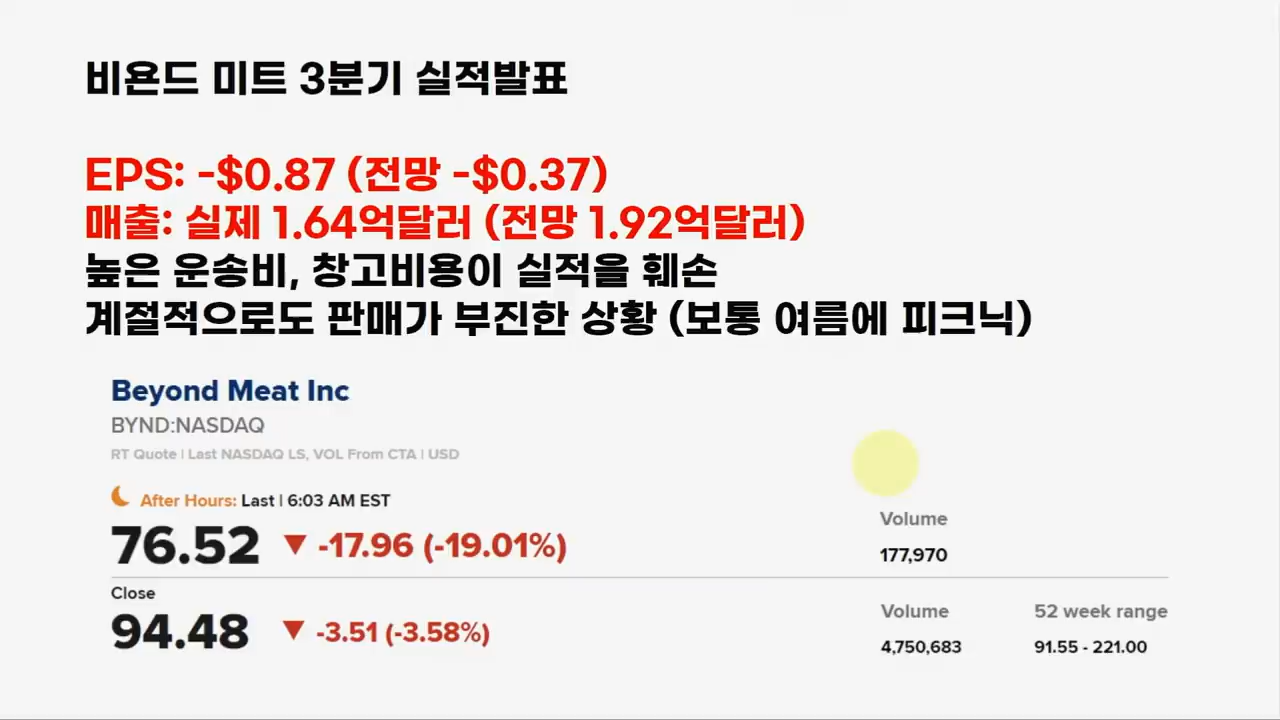 비욘드 미트 3분기 실적발표
EPS: -$0.87 (전망 -$0.37)
매출: 실제 1.64억달러 (전망 1.92억달러)
높은 운송비, 창고비용이 실적을 훼손
계절적으로도 판매가 부진한 상황 (보통 여름에 피크닉)
Beyond Meat Inc
BYND:NASDAQ
RT Quote | Last NASDAQ LS, VOL From CTA | USD
After Hours: Last | 6:03 AM EST
76.52 ▼ -17.96 (-19.01%)
Volume
177,970
Close
94.48 ▼ -3.51 (-3.58%)
Volume 52 week range
4,750,683 91.55 - 221.00